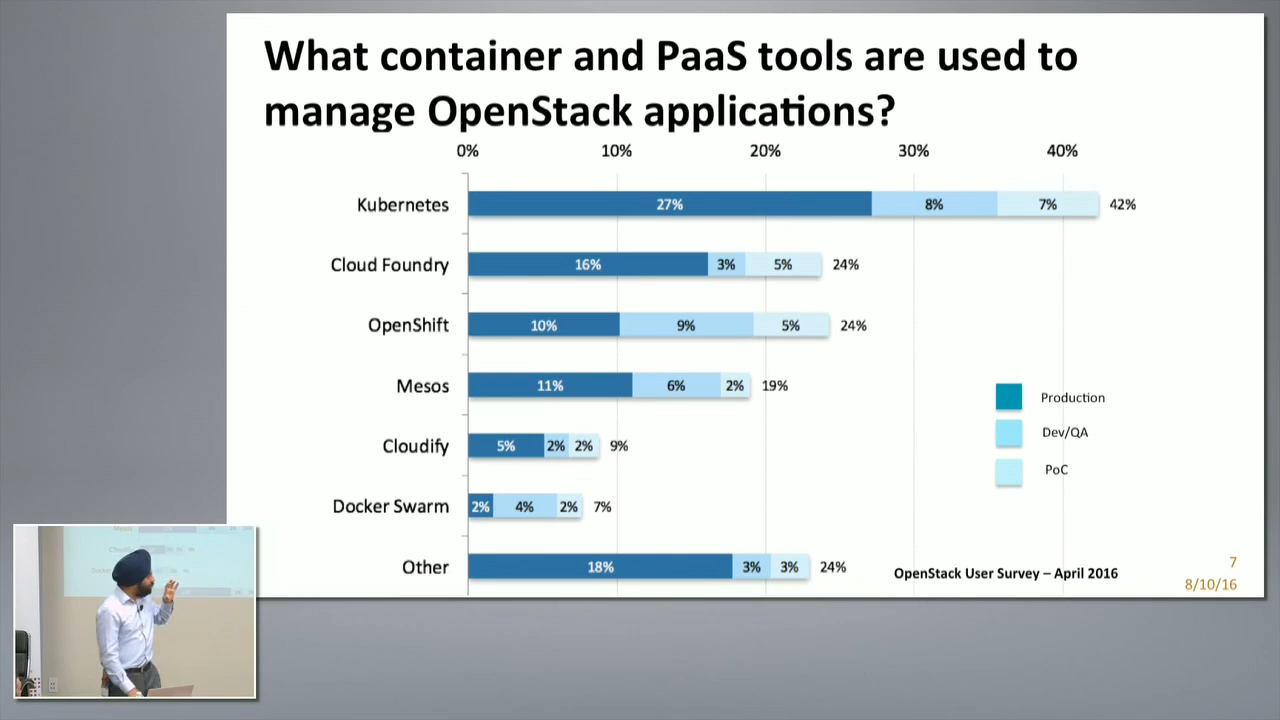 What container and PaaS tools are used to
manage OpenStack applications?
0% 10% 20% 30% 40%
Kubernetes 27% 8% 7% 42%
Cloud Foundry 16% 3% 5% 24%
OpenShift 10% 9% 5% 24%
Mesos 11% 6% 2% 19%
Cloudify 5% 2% 2% 9%
Docker Swarm 2% 4% 2% 7%
Other 18% 3% 3% 24%
Production
Dev/QA
PoC
OpenStack User Survey – April 2016
7
8/10/16
Mesos